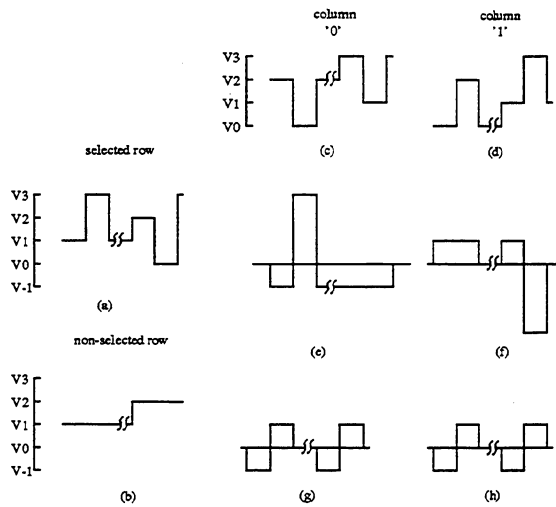 column
"0"
column
"1"
V3
V2
V1
V0
(c)
(d)
selected row
V3
V2
V1
V0
V-1
(a)
(e)
(f)
non-selected row
V3
V2
V1
V0
V-1
(b)
(g)
(h)